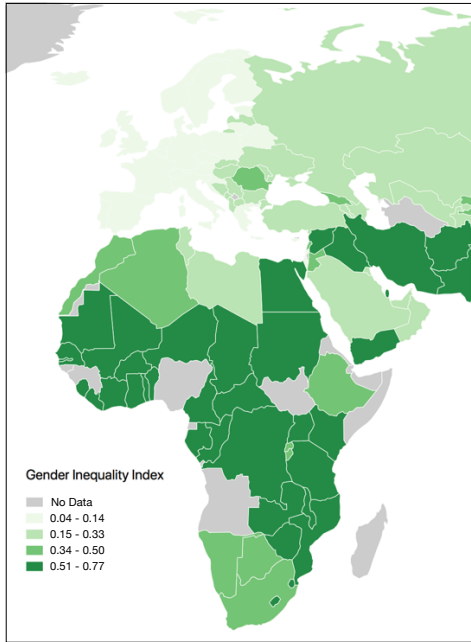 Gender Inequality Index
No Data
0.04 - 0.14
0.15 - 0.33
0.34 - 0.50
0.51 - 0.77